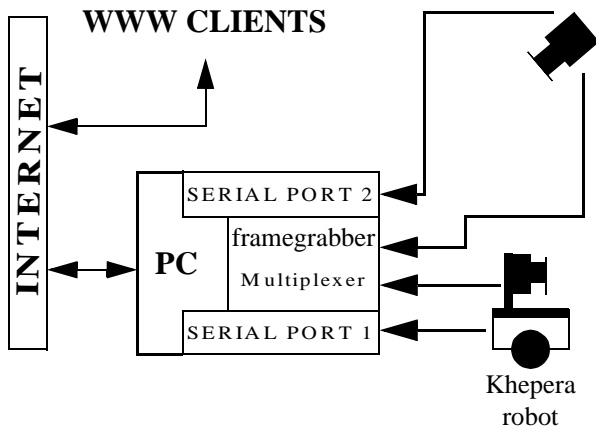 WWW CLIENTS
INTERNET
SERIAL PORT 2
framegrabber
PC
Multiplexer
SERIAL PORT 1
Khepera
robot